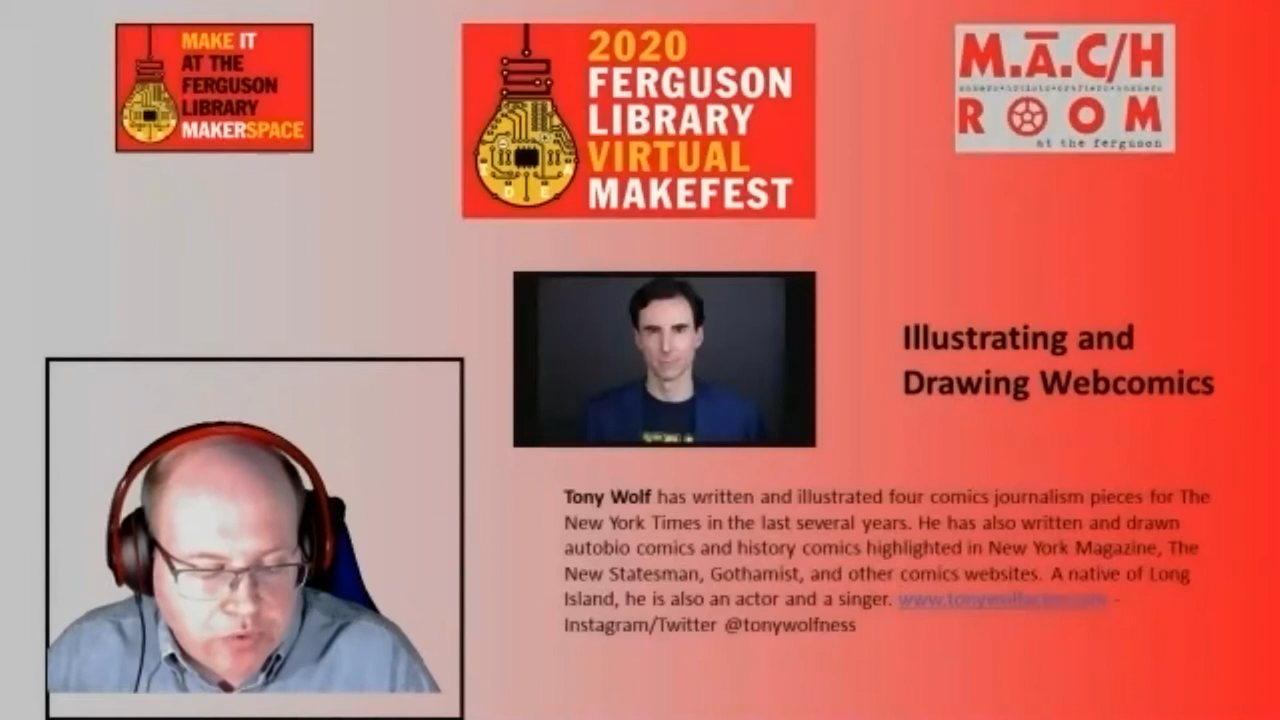 MAKE IT
AT THE
FERGUSON
LIBRARY
MAKERSPACE
2020
FERGUSON
LIBRARY
VIRTUAL
MAKEFEST
M.A.C/H
ROOM
at the ferguson
Illustrating and
Drawing Webcomics
Tony Wolf has written and illustrated four comics journalism pieces for The
New York Times in the last several years. He has also written and drawn
autobio comics and history comics highlighted in New York Magazine, The
New Statesman, Gothamist, and other comics websites. A native of Long
Island, he is also an actor and a singer. -
Instagram/Twitter @tonywolfness